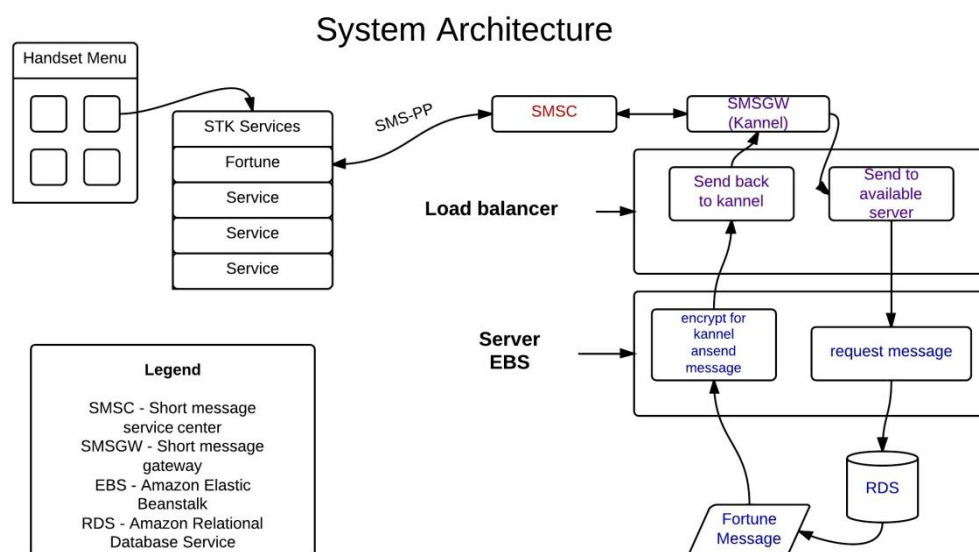 System Architecture
Handset Menu
STK Services
Fortune
Service
Service
Service
SMS-PP
SMSC
SMSGW
(Kannel)
Load balancer
Send back
to kannel
Send to
available
server
Server
EBS
encrypt for
kannel
ansend
message
request message
RDS
Fortune
Message
Legend
SMSC - Short message
service center
SMSGW - Short message
gateway
EBS - Amazon Elastic
Beanstalk
RDS - Amazon Relational
Database Service